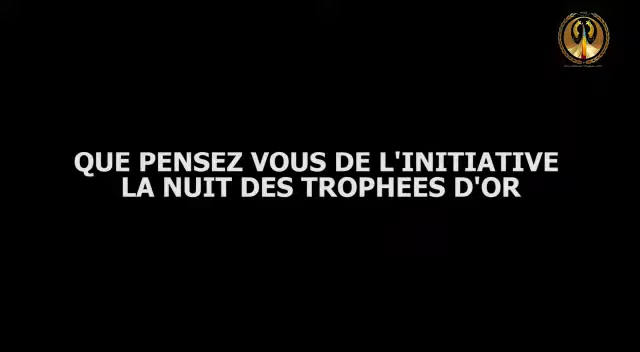 QUE PENSEZ VOUS DE L'INITIATIVE
LA NUIT DES TROPHEES D'OR